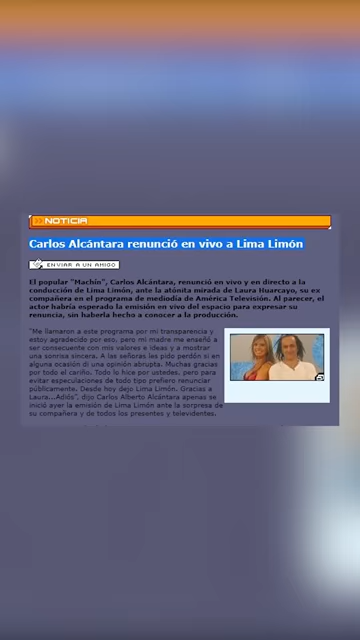 NOTICIA
Carlos Alcántara renunció en vivo a Lima Limón
ENVIAR A UN AMIGO
El popular "Machín", Carlos Alcántara, renunció en vivo y en directo a la
conducción de Lima Limón, ante la atónita mirada de Laura Huarcayo, su ex
compañera en el programa de mediodía de América Televisión. Al parecer, el
actor habría esperado la emisión en vivo del espacio para expresar su
renuncia, sin haberla hecho a conocer a la producción.
"Me llamaron a este programa por mi transparencia y
estoy agradecido por eso, pero mi madre me enseñó a
ser consecuente con mis valores e ideas y a mostrar
una sonrisa sincera. A las señoras les pido perdón si en
alguna ocasión di una opinión abrupta. Muchas gracias
por todo el cariño. Todo lo hice por ustedes, pero para
evitar especulaciones de todo tipo prefiero renunciar
públicamente. Desde hoy dejo Lima Limón. Gracias a
Laura...Adiós", dijo Carlos Alberto Alcántara apenas se
inició ayer la emisión de Lima Limón ante la sorpresa de
su compañera y de todos los presentes y televidentes.